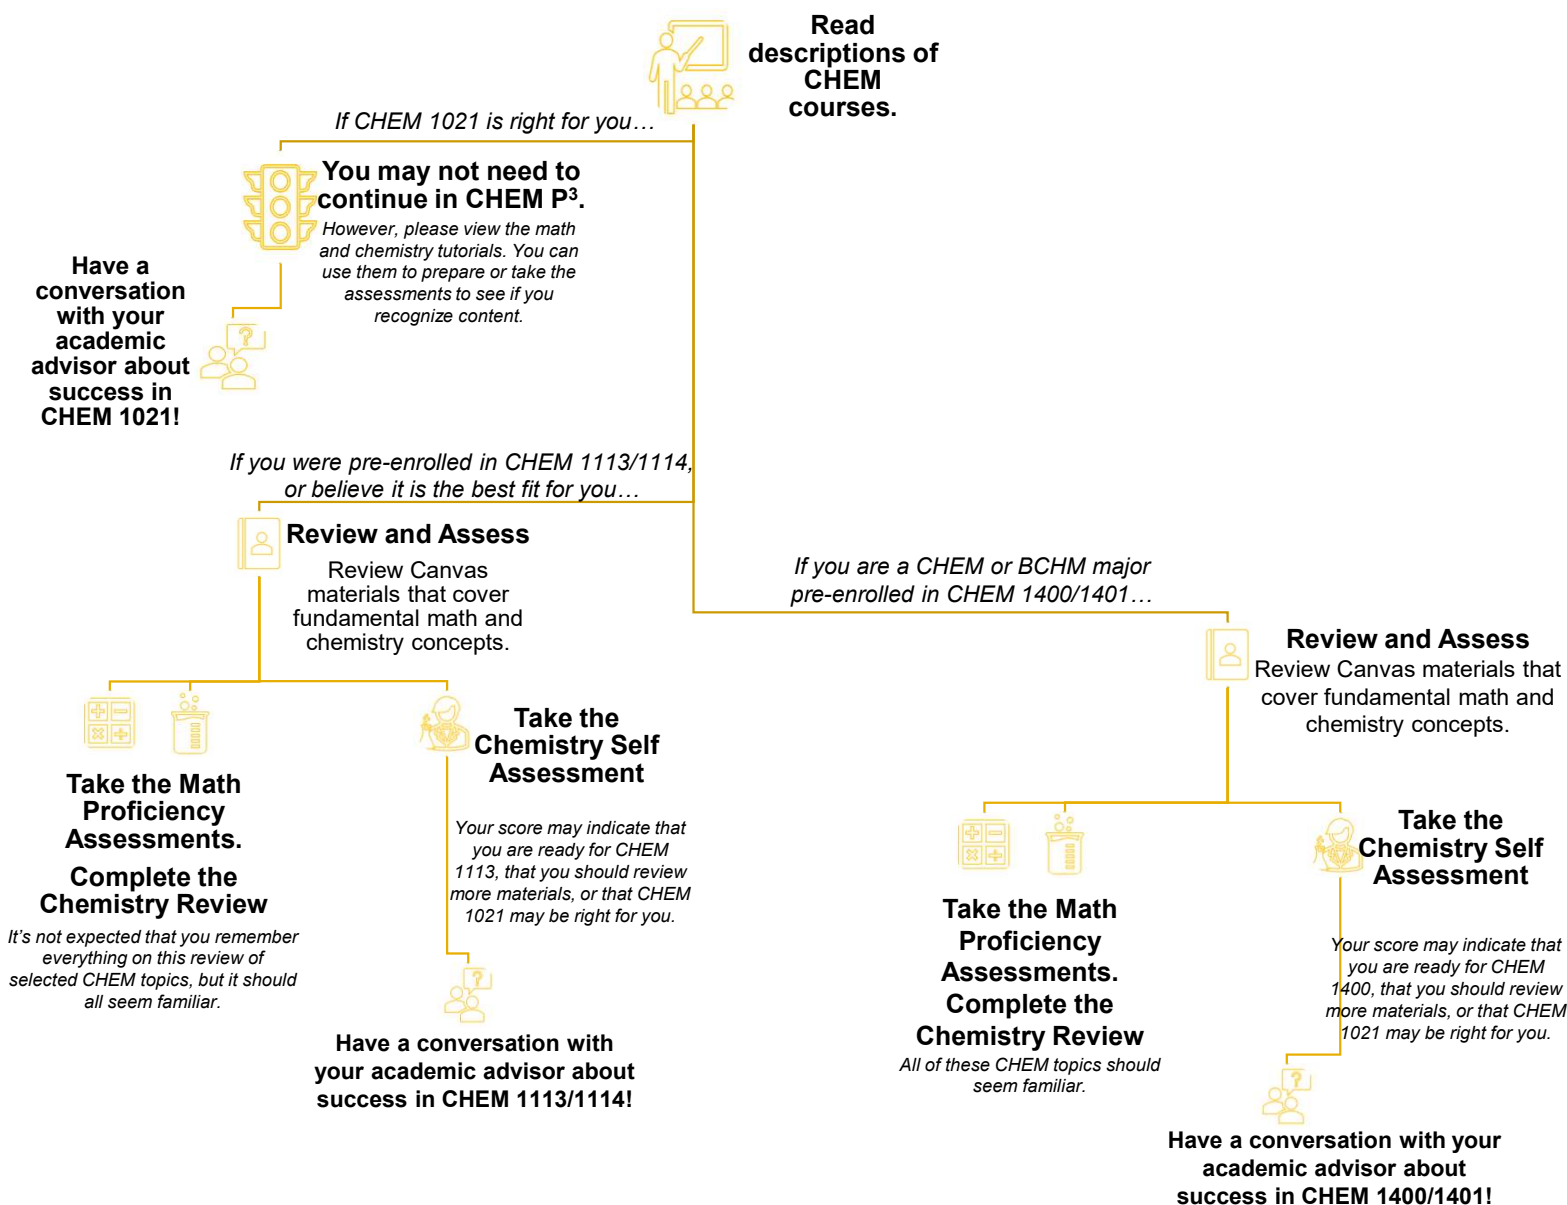 Read
descriptions of
CHEM
courses.
If CHEM 1021 is right for you…
You may not need to
continue in CHEM P³.
However, please view the math
and chemistry tutorials. You can
use them to prepare or take the
assessments to see if you
recognize content.
Have a
conversation
with your
academic
advisor about
success in
CHEM 1021!
?
If you were pre-enrolled in CHEM 1113/1114,
or believe it is the best fit for you…
Review and Assess
Review Canvas
materials that cover
fundamental math and
chemistry concepts.
Take the Math
Proficiency
Assessments.
Complete the
Chemistry Review
It’s not expected that you remember
everything on this review of
selected CHEM topics, but it should
all seem familiar.
Take the
Chemistry Self
Assessment
Your score may indicate that
you are ready for CHEM
1113, that you should review
more materials, or that CHEM
1021 may be right for you.
?
Have a conversation with
your academic advisor about
success in CHEM 1113/1114!
If you are a CHEM or BCHM major
pre-enrolled in CHEM 1400/1401…
Review and Assess
Review Canvas materials that
cover fundamental math and
chemistry concepts.
Take the Math
Proficiency
Assessments.
Complete the
Chemistry Review
All of these CHEM topics should
seem familiar.
Take the
Chemistry Self
Assessment
Your score may indicate that
you are ready for CHEM
1400, that you should review
more materials, or that CHEM
1021 may be right for you.
?
Have a conversation with your
academic advisor about
success in CHEM 1400/1401!